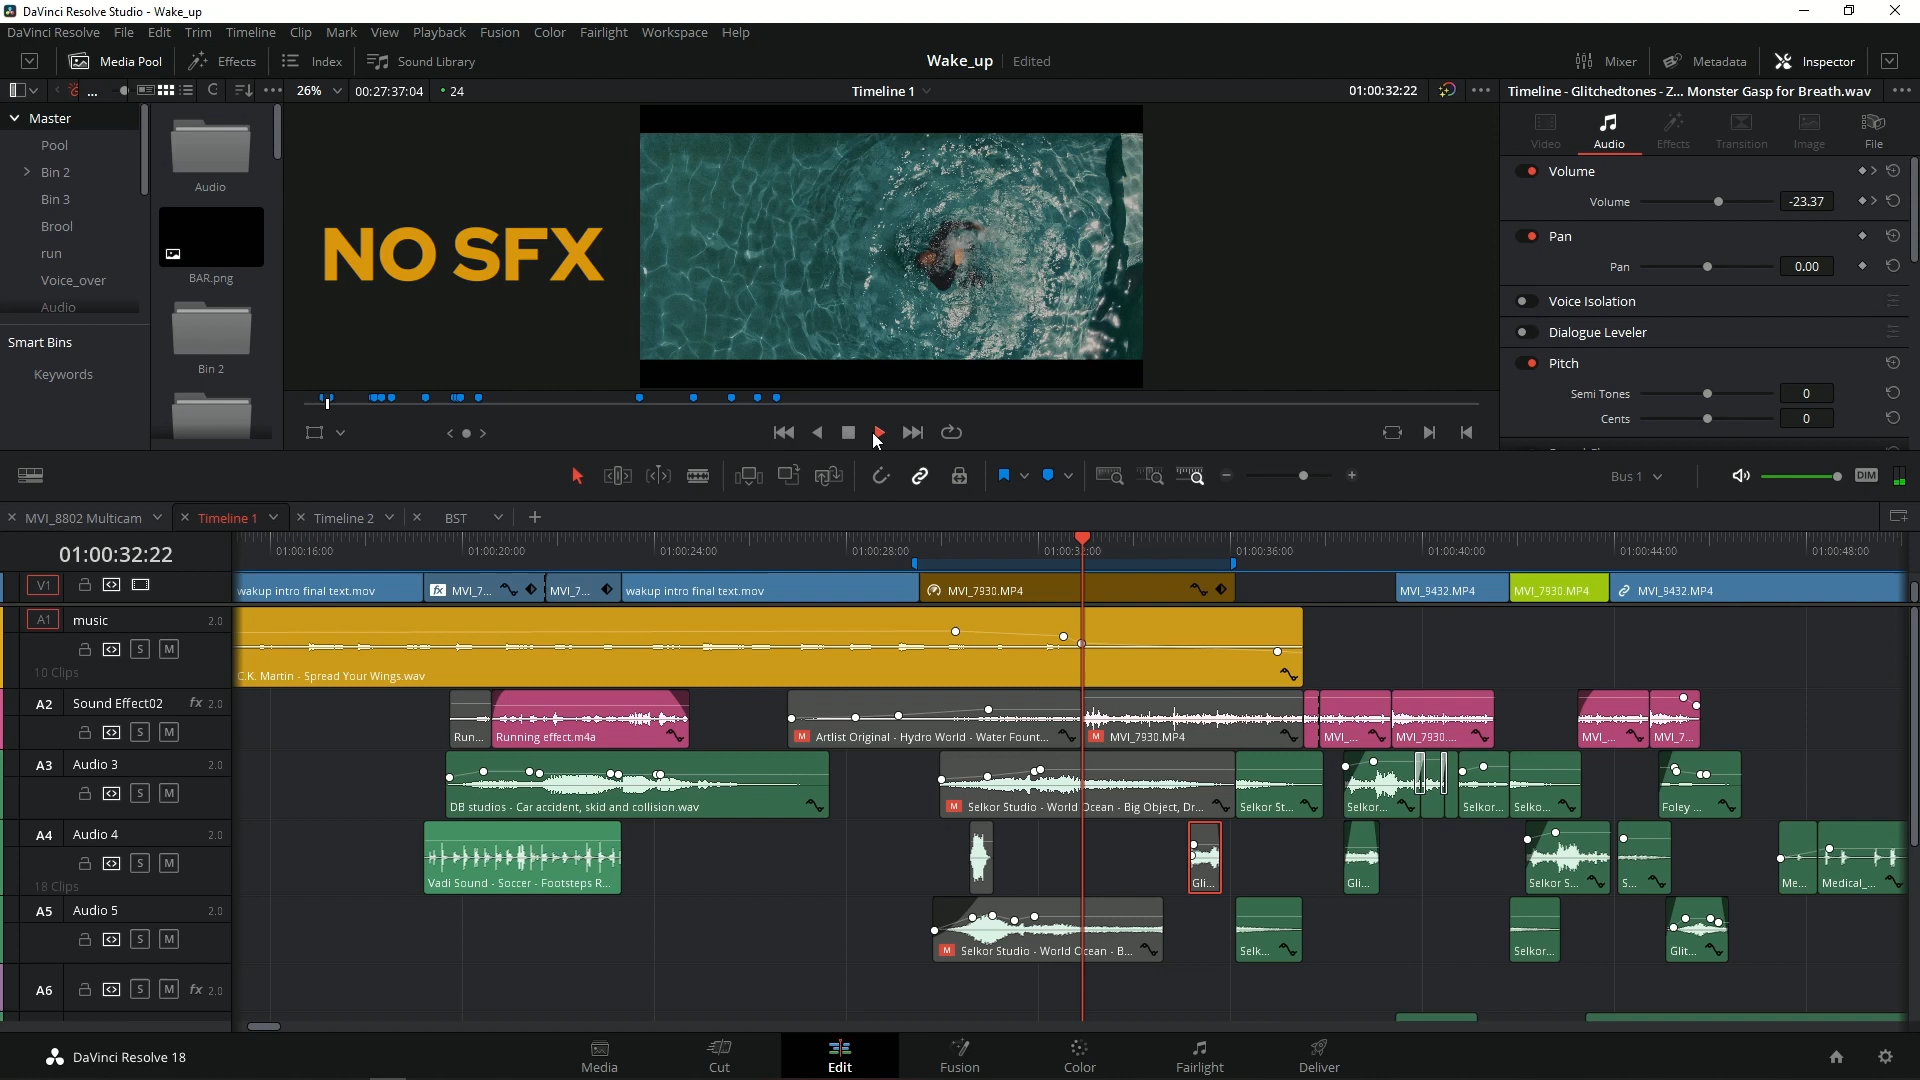 DaVinci Resolve Studio - Wake_up
DaVinci Resolve File Edit Trim Timeline Clip Mark View Playback Fusion Color Fairlight Workspace Help
Media Pool Effects Index Sound Library Wake_up Edited Mixer Metadata Inspector
... 26% 00:27:37:04 24 Timeline 1 01:00:32:22 Timeline - Glitchedtones - Z... Monster Gasp for Breath.wav
Master
Pool
Bin 2
Bin 3
Brool
run
Voice_over
Audio
Smart Bins
Keywords
Audio
BAR.png
Bin 2
NO SFX
Video Audio Effects Transition Image File
Volume
Volume -23.37
Pan
Pan 0.00
Voice Isolation
Dialogue Leveler
Pitch
Semi Tones 0
Cents 0
Bus 1 DIM
MVI_8802 Multicam Timeline 1 Timeline 2 BST
01:00:32:22 01:00:16:00 01:00:20:00 01:00:24:00 01:00:28:00 01:00:32:00 01:00:36:00 01:00:40:00 01:00:44:00 01:00:48:00
V1 wakup intro final text.mov fx MVI_7... MVI_7... wakup intro final text.mov MVI_7930.MP4 MVI_9432.MP4 MVI_7930.MP4 MVI_9432.MP4
A1 music 2.0
S M
10 Clips C.K. Martin - Spread Your Wings.wav
A2 Sound Effect02 fx 2.0
S M Run... Running effect.m4a M Artlist Original - Hydro World - Water Fount... M MVI_7930.MP4 MVI_... MVI_7930.... MVI_... MVI_7...
A3 Audio 3 2.0
S M DB studios - Car accident, skid and collision.wav M Selkor Studio - World Ocean - Big Object, Dr... Selkor St... Selkor... Selkor... Selko... Foley ...
A4 Audio 4 2.0
S M
18 Clips Vadi Sound - Soccer - Footsteps R... Gli... Gli... Selkor S... S... Me... Medical_...
A5 Audio 5 2.0
S M M Selkor Studio - World Ocean - B... Selk... Selkor... Glit...
A6 S M fx 2.0
DaVinci Resolve 18 Media Cut Edit Fusion Color Fairlight Deliver